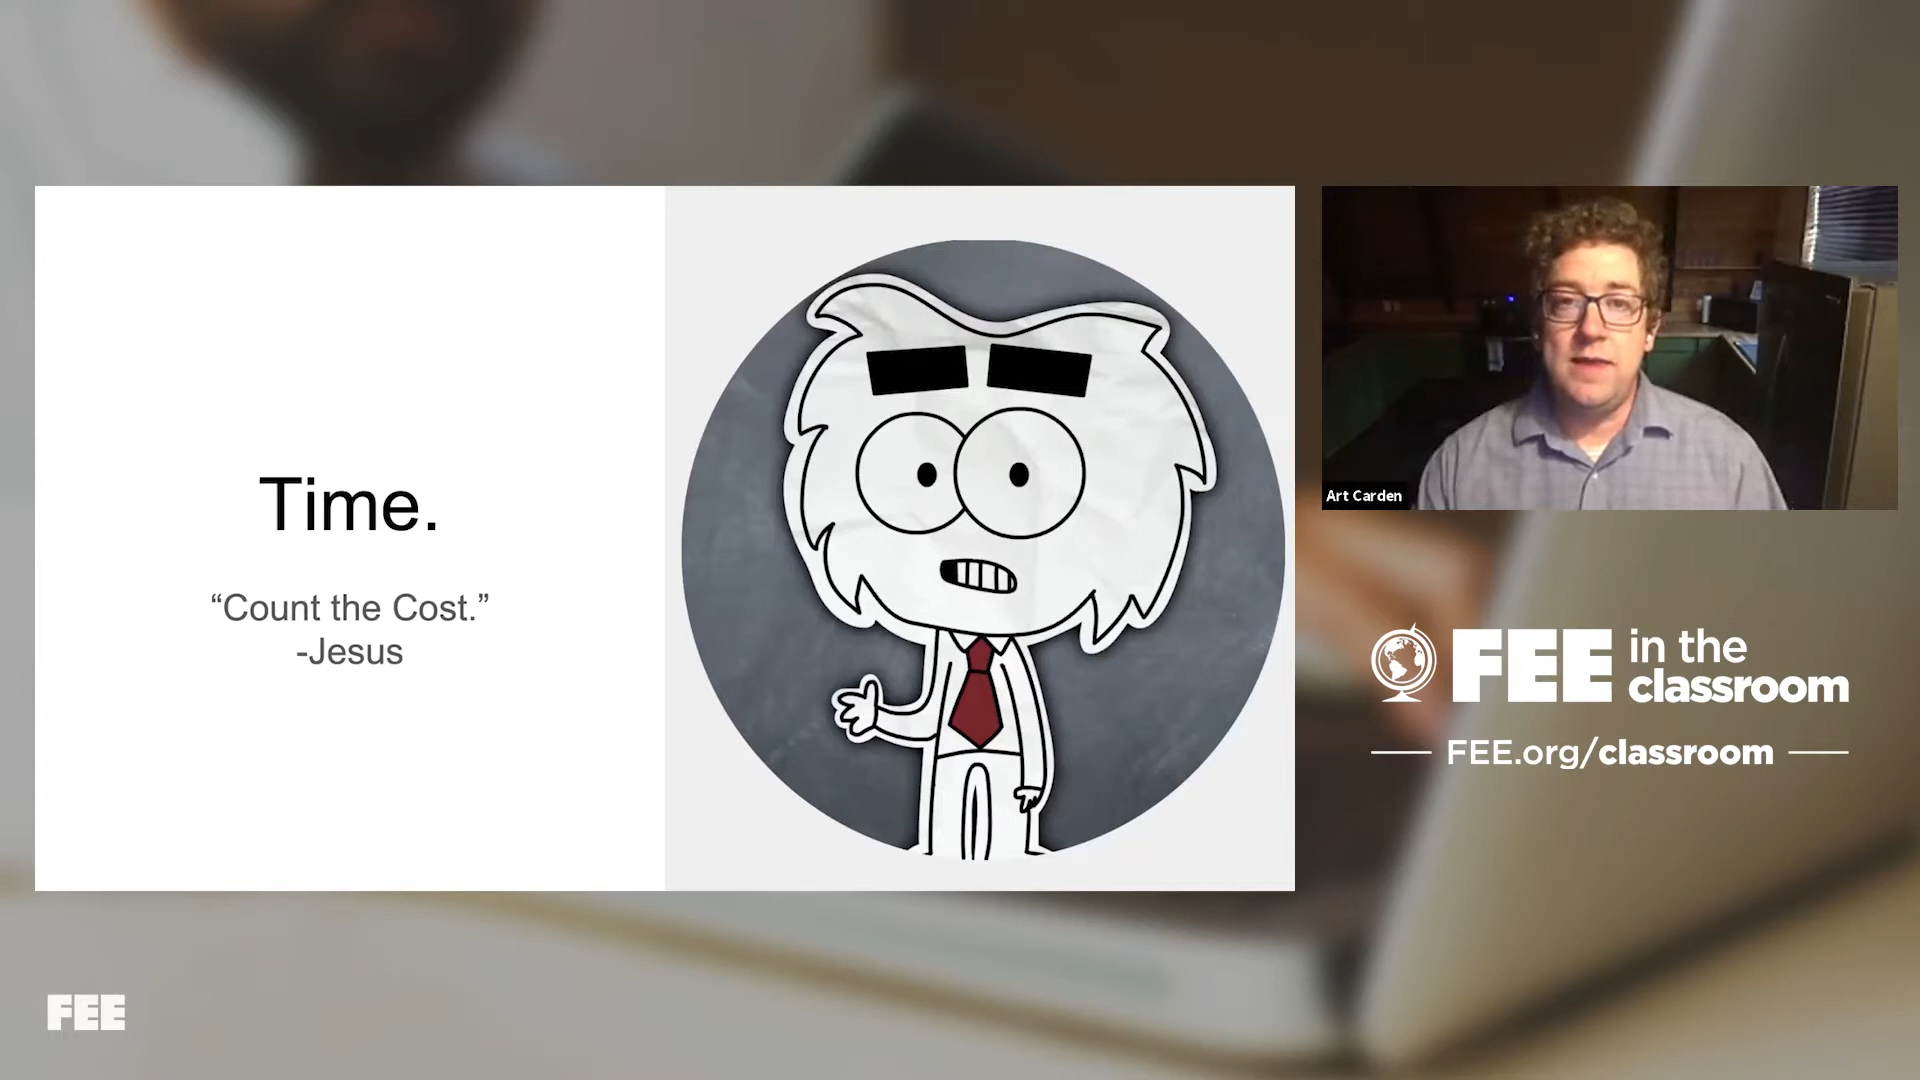 Time.
“Count the Cost.”
-Jesus
Art Carden
FEE in the classroom
FEE.org/classroom
FEE